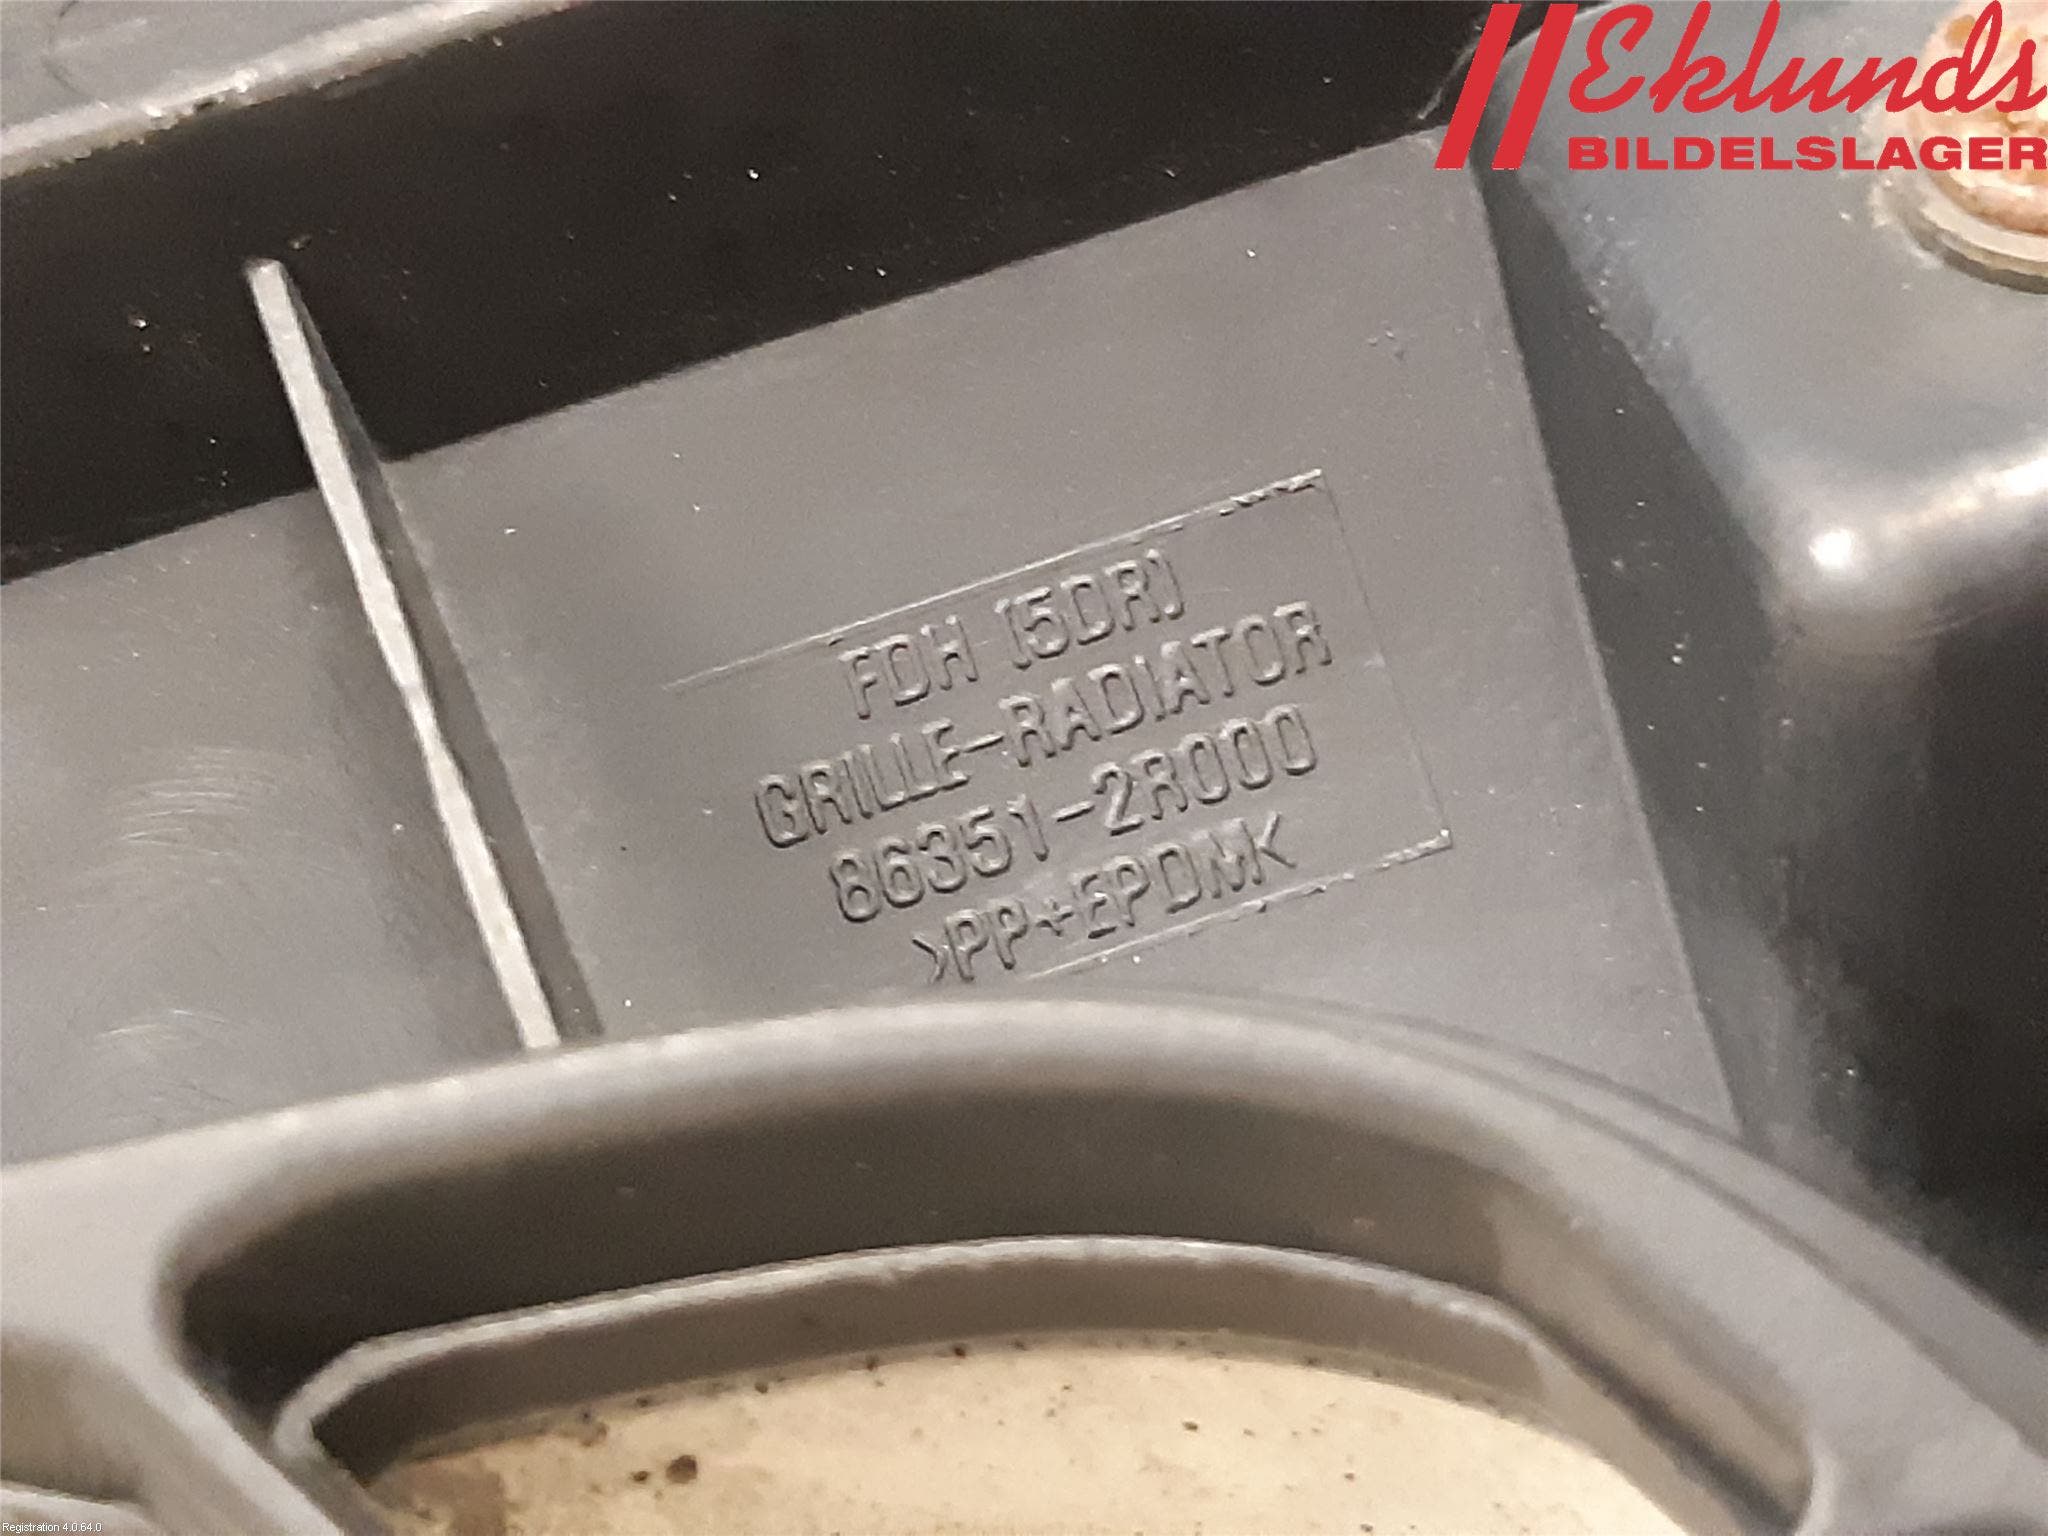 Eklunds
BILDELSLAGER
FDH (5DR)
GRILLE-RADIATOR
86351-2R000
>PP+EPDM<
Registration 4.0.64.0